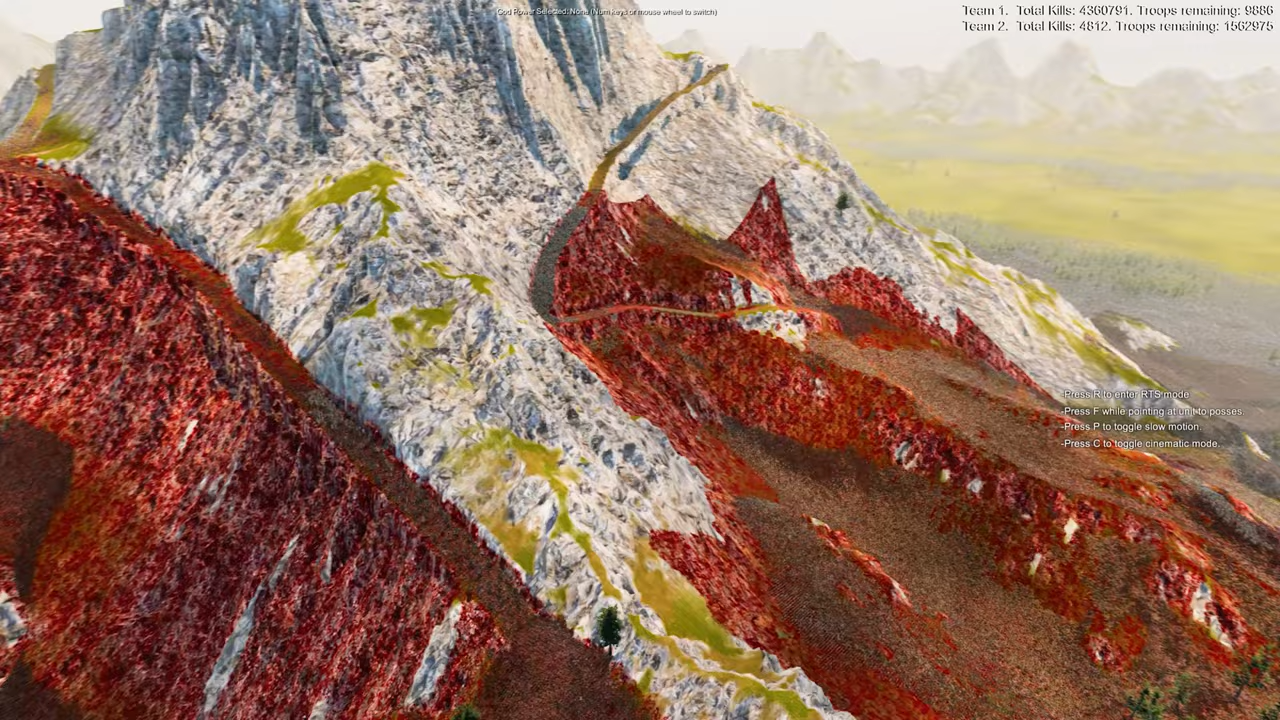 God Power Selected: None (Num keys or mouse wheel to switch)
Team 1. Total Kills: 4360791. Troops remaining: 9686
Team 2. Total Kills: 4812. Troops remaining: 1562975
-Press R to enter RTS mode
-Press F while pointing at unit to posses.
-Press P to toggle slow motion.
-Press C to toggle cinematic mode.